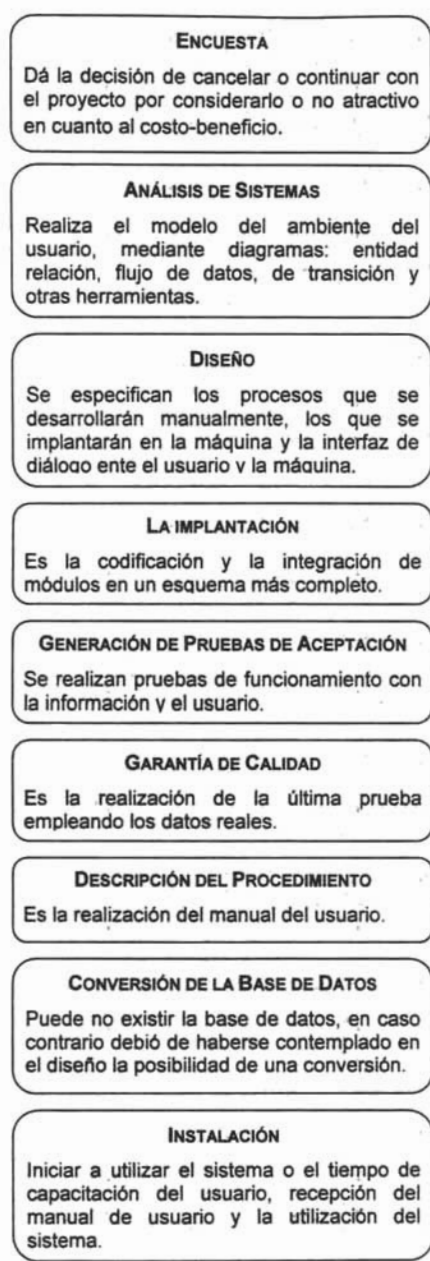 ENCUESTA
Dá la decisión de cancelar o continuar con
el proyecto por considerarlo o no atractivo
en cuanto al costo-beneficio.
ANÁLISIS DE SISTEMAS
Realiza el modelo del ambiente del
usuario, mediante diagramas: entidad
relación, flujo de datos, de transición y
otras herramientas.
DISEÑO
Se especifican los procesos que se
desarrollarán manualmente, los que se
implantarán en la máquina y la interfaz de
diálogo ente el usuario y la máquina.
LA IMPLANTACIÓN
Es la codificación y la integración de
módulos en un esquema más completo.
GENERACIÓN DE PRUEBAS DE ACEPTACIÓN
Se realizan pruebas de funcionamiento con
la información y el usuario.
GARANTÍA DE CALIDAD
Es la realización de la última prueba
empleando los datos reales.
DESCRIPCIÓN DEL PROCEDIMIENTO
Es la realización del manual del usuario.
CONVERSIÓN DE LA BASE DE DATOS
Puede no existir la base de datos, en caso
contrario debió de haberse contemplado en
el diseño la posibilidad de una conversión.
INSTALACIÓN
Iniciar a utilizar el sistema o el tiempo de
capacitación del usuario, recepción del
manual de usuario y la utilización del
sistema.